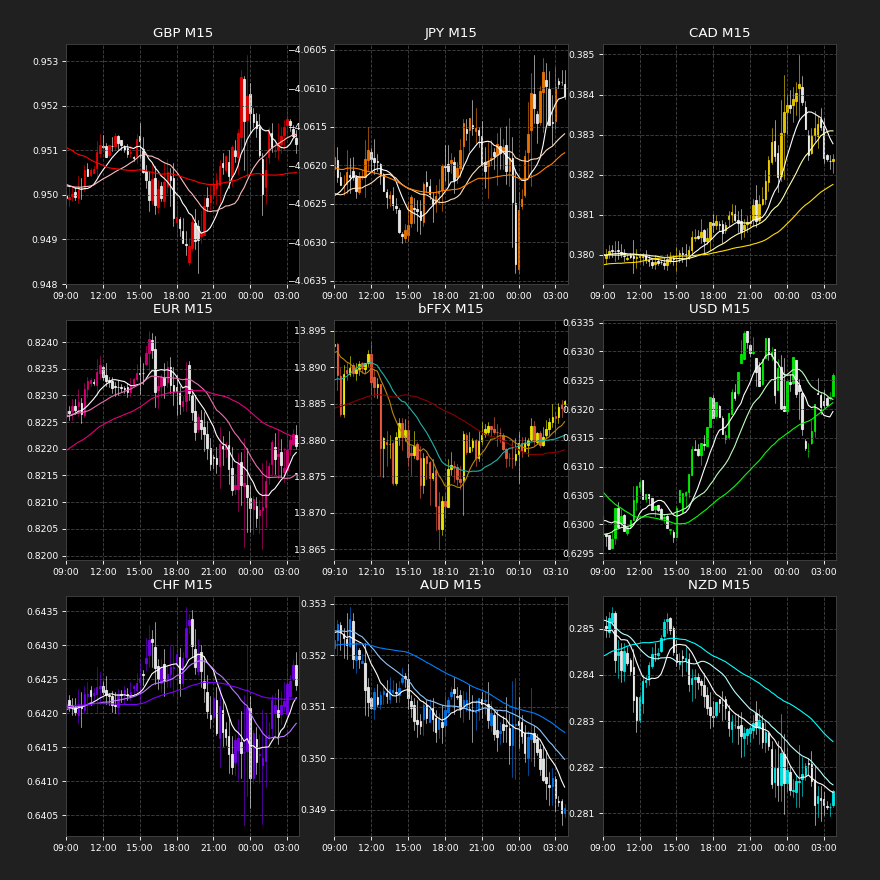 GBP M15 JPY M15 CAD M15
0.953 0.952 0.951 0.950 0.949 0.948
09:00 12:00 15:00 18:00 21:00 00:00 03:00
−4.0605 −4.0610 −4.0615 −4.0620 −4.0625 −4.0630 −4.0635
09:00 12:00 15:00 18:00 21:00 00:00 03:00
0.385 0.384 0.383 0.382 0.381 0.380
09:00 12:00 15:00 18:00 21:00 00:00 03:00
EUR M15 bFFX M15 USD M15
0.8240 0.8235 0.8230 0.8225 0.8220 0.8215 0.8210 0.8205 0.8200
09:00 12:00 15:00 18:00 21:00 00:00 03:00
13.895 13.890 13.885 13.880 13.875 13.870 13.865
09:10 12:10 15:10 18:10 21:10 00:10 03:10
0.6335 0.6330 0.6325 0.6320 0.6315 0.6310 0.6305 0.6300 0.6295
09:00 12:00 15:00 18:00 21:00 00:00 03:00
CHF M15 AUD M15 NZD M15
0.6435 0.6430 0.6425 0.6420 0.6415 0.6410 0.6405
09:00 12:00 15:00 18:00 21:00 00:00 03:00
0.353 0.352 0.351 0.350 0.349
09:00 12:00 15:00 18:00 21:00 00:00 03:00
0.285 0.284 0.283 0.282 0.281
09:00 12:00 15:00 18:00 21:00 00:00 03:00